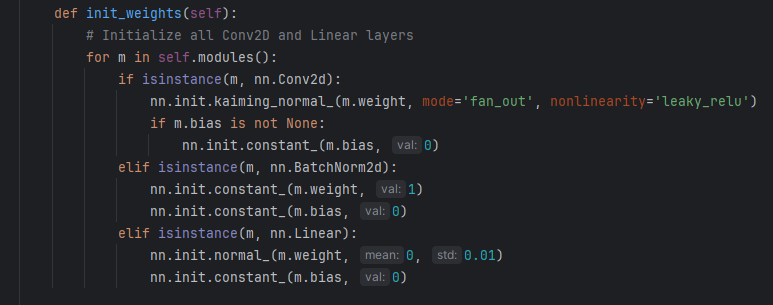 def init_weights(self):
    # Initialize all Conv2D and Linear layers
    for m in self.modules():
        if isinstance(m, nn.Conv2d):
            nn.init.kaiming_normal_(m.weight, mode='fan_out', nonlinearity='leaky_relu')
            if m.bias is not None:
                nn.init.constant_(m.bias, val: 0)
        elif isinstance(m, nn.BatchNorm2d):
            nn.init.constant_(m.weight, val: 1)
            nn.init.constant_(m.bias, val: 0)
        elif isinstance(m, nn.Linear):
            nn.init.normal_(m.weight, mean: 0, std: 0.01)
            nn.init.constant_(m.bias, val: 0)